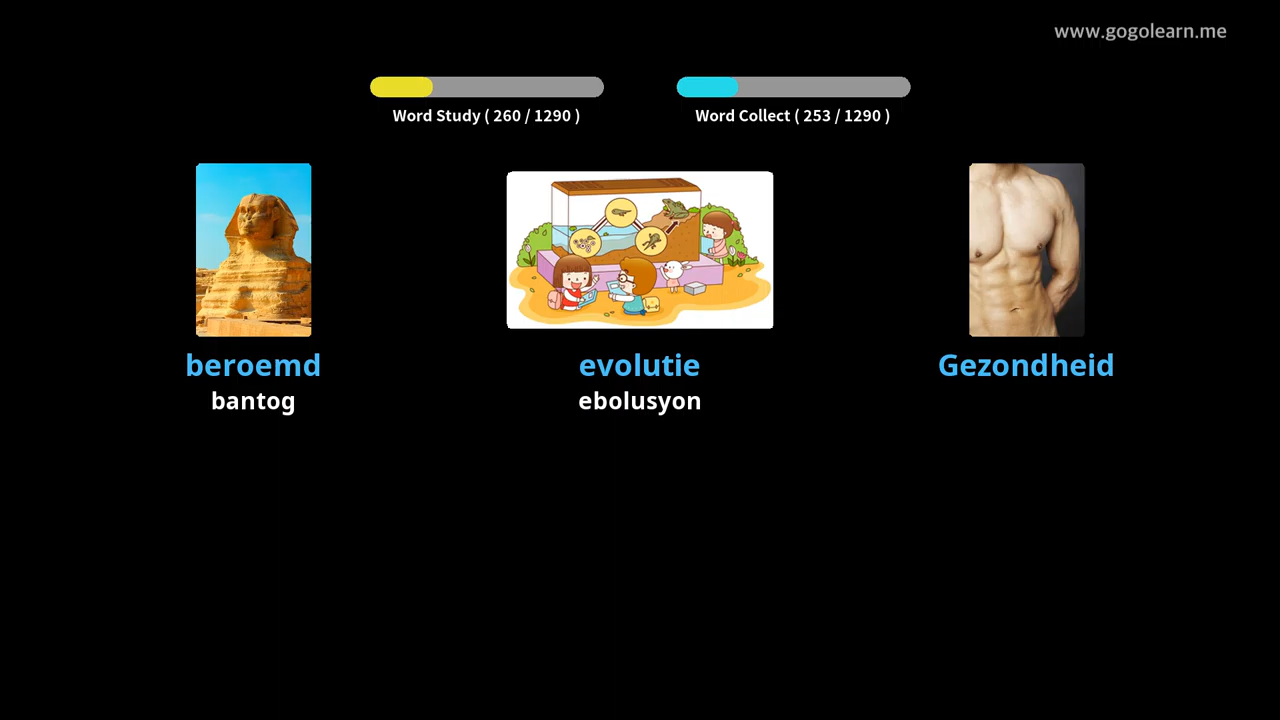 www.gogolearn.me
Word Study ( 260 / 1290 )
Word Collect ( 253 / 1290 )
beroemd
evolutie
Gezondheid
bantog
ebolusyon